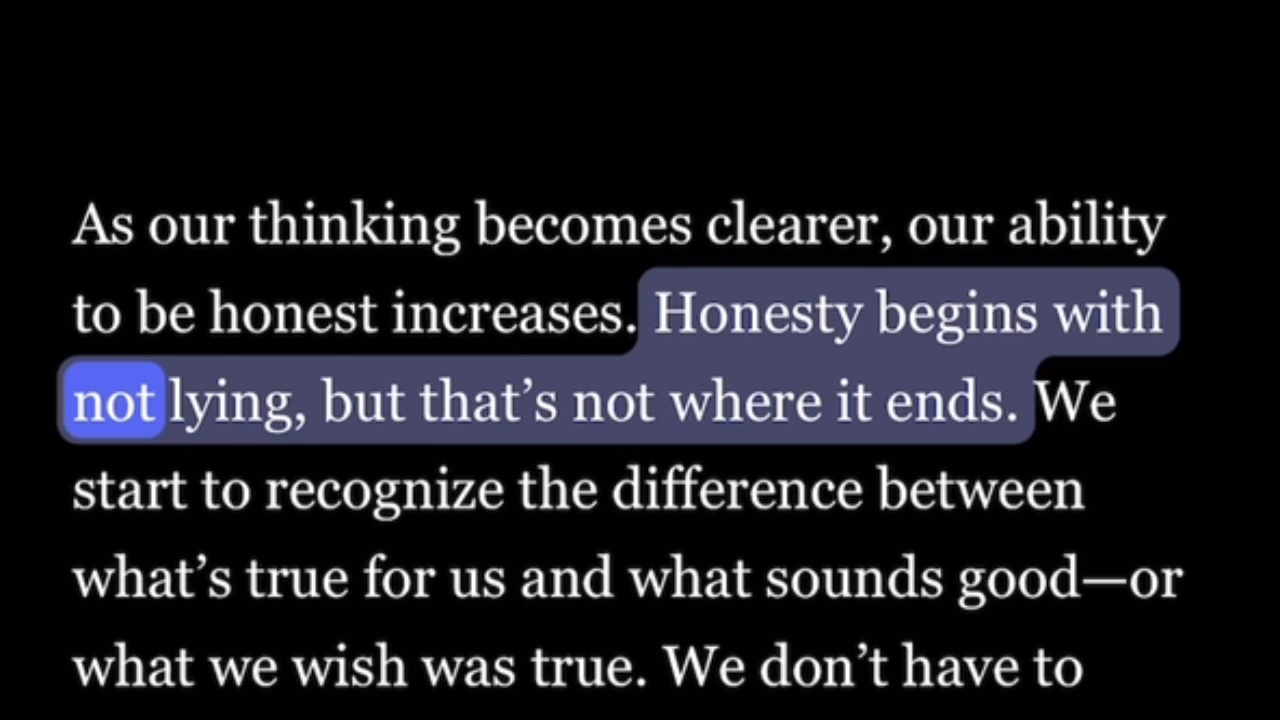 As our thinking becomes clearer, our ability
to be honest increases. Honesty begins with
not lying, but that’s not where it ends. We
start to recognize the difference between
what’s true for us and what sounds good—or
what we wish was true. We don’t have to